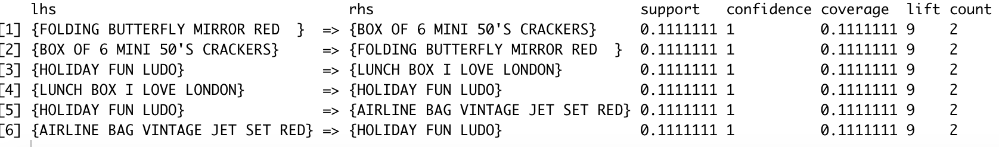 lhs rhs support confidence coverage lift count
[1] {FOLDING BUTTERFLY MIRROR RED  } => {BOX OF 6 MINI 50'S CRACKERS} 0.1111111 1 0.1111111 9 2
[2] {BOX OF 6 MINI 50'S CRACKERS} => {FOLDING BUTTERFLY MIRROR RED  } 0.1111111 1 0.1111111 9 2
[3] {HOLIDAY FUN LUDO} => {LUNCH BOX I LOVE LONDON} 0.1111111 1 0.1111111 9 2
[4] {LUNCH BOX I LOVE LONDON} => {HOLIDAY FUN LUDO} 0.1111111 1 0.1111111 9 2
[5] {HOLIDAY FUN LUDO} => {AIRLINE BAG VINTAGE JET SET RED} 0.1111111 1 0.1111111 9 2
[6] {AIRLINE BAG VINTAGE JET SET RED} => {HOLIDAY FUN LUDO} 0.1111111 1 0.1111111 9 2